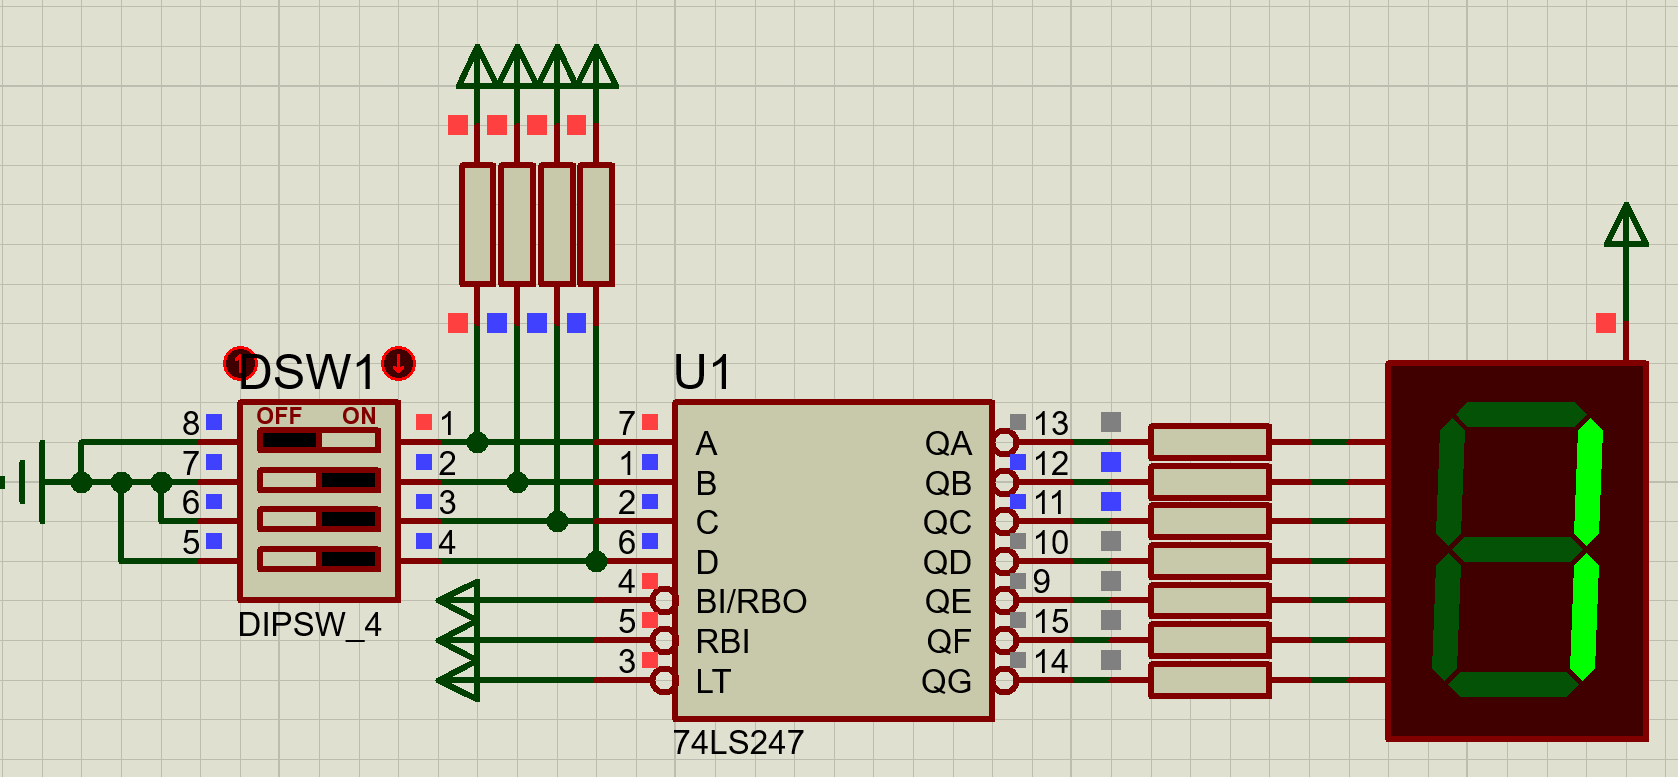 DSW1
OFF ON
8 1
7 2
6 3
5 4
DIPSW_4
U1
7 A QA 13
1 B QB 12
2 C QC 11
6 D QD 10
4 BI/RBO QE 9
5 RBI QF 15
3 LT QG 14
74LS247